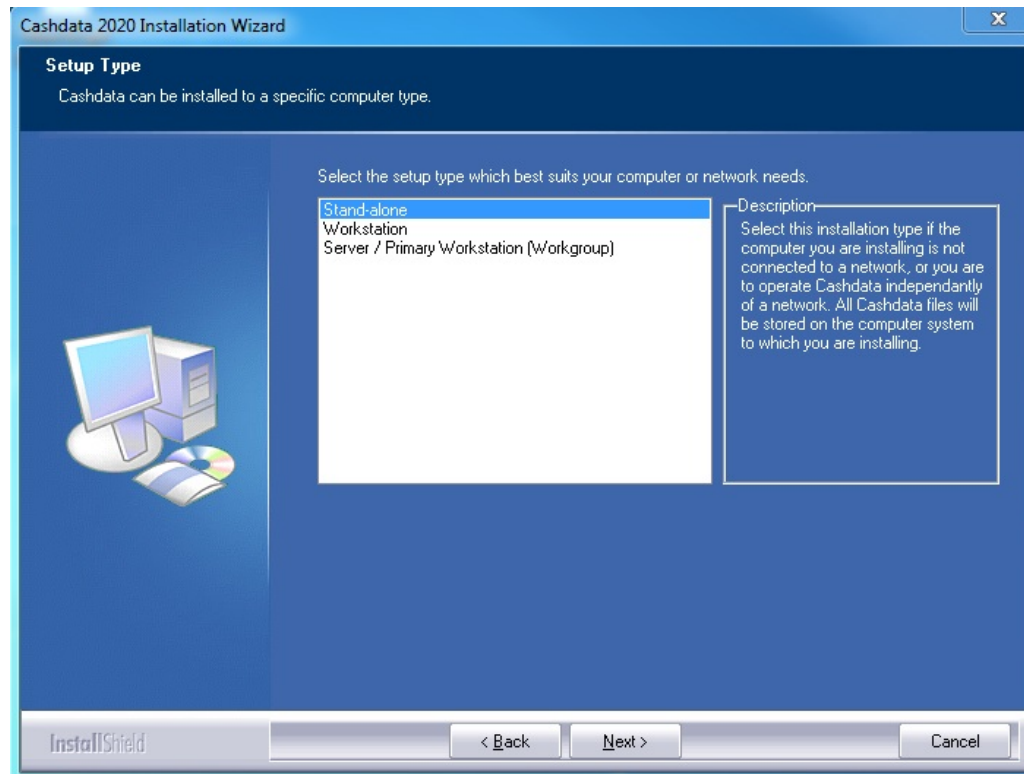 Cashdata 2020 Installation Wizard
Setup Type
Cashdata can be installed to a specific computer type.
Select the setup type which best suits your computer or network needs.
Stand-alone
Workstation
Server / Primary Workstation (Workgroup)
Description
Select this installation type if the
computer you are installing is not
connected to a network, or you are
to operate Cashdata independantly
of a network. All Cashdata files will
be stored on the computer system
to which you are installing.
InstallShield
< Back
Next >
Cancel